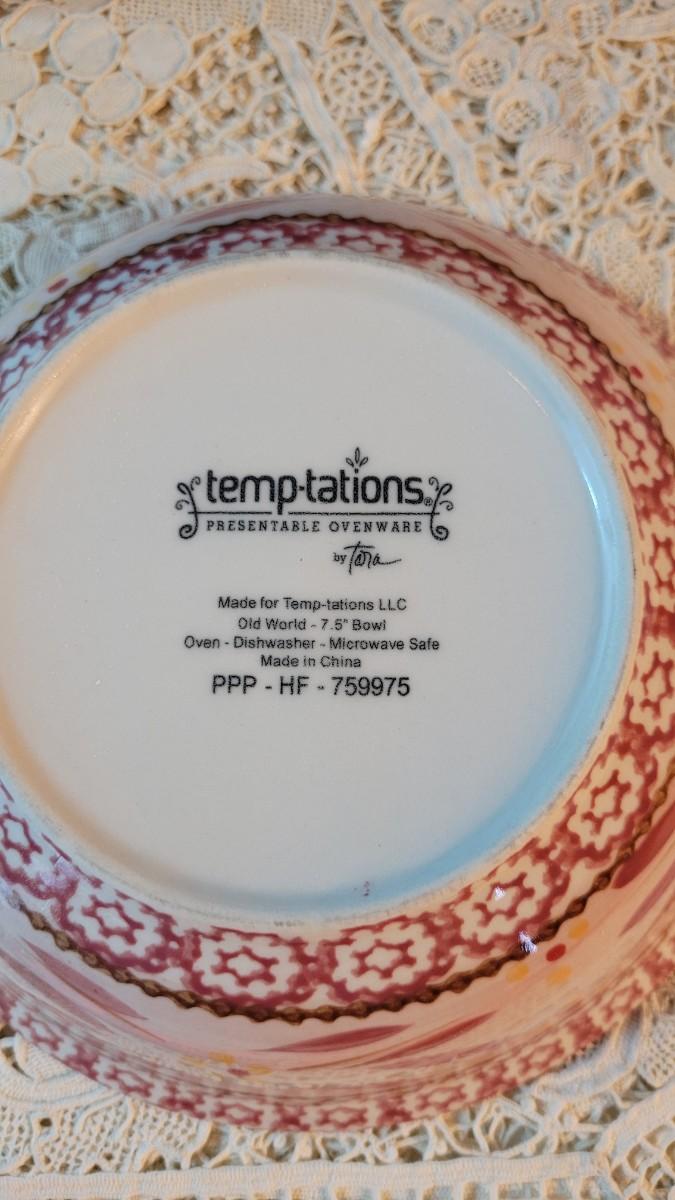 temp-tations®
PRESENTABLE OVENWARE
by Tara
Made for Temp-tations LLC
Old World - 7.5" Bowl
Oven - Dishwasher - Microwave Safe
Made in China
PPP - HF - 759975